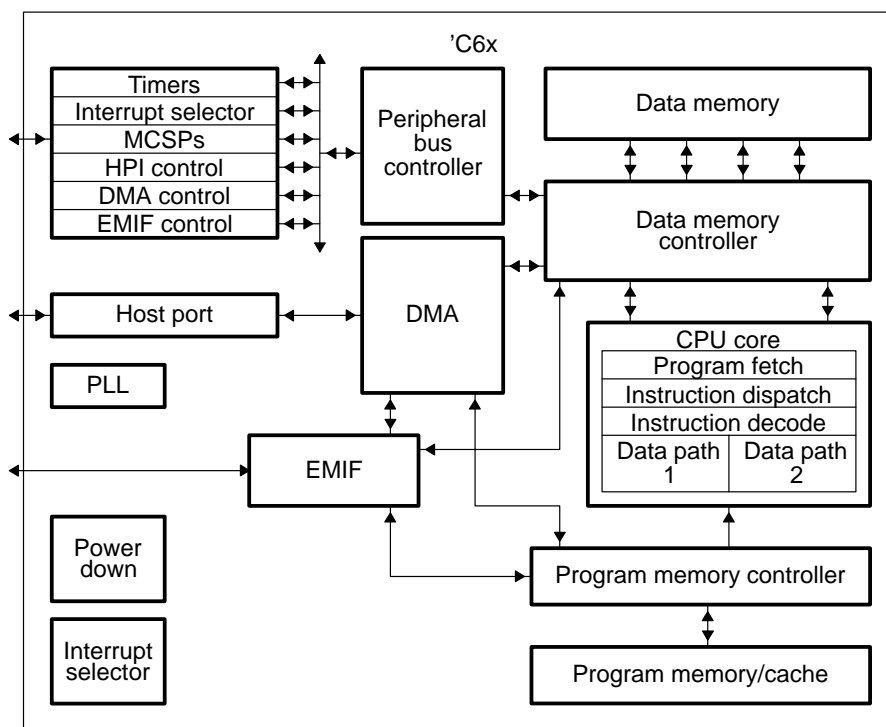 'C6x
Timers
Interrupt selector
MCSPs
HPI control
DMA control
EMIF control
Peripheral
bus
controller
Data memory
Data memory
controller
Host port
DMA
CPU core
Program fetch
Instruction dispatch
Instruction decode
Data path
1
Data path
2
PLL
EMIF
Power
down
Program memory controller
Interrupt
selector
Program memory/cache